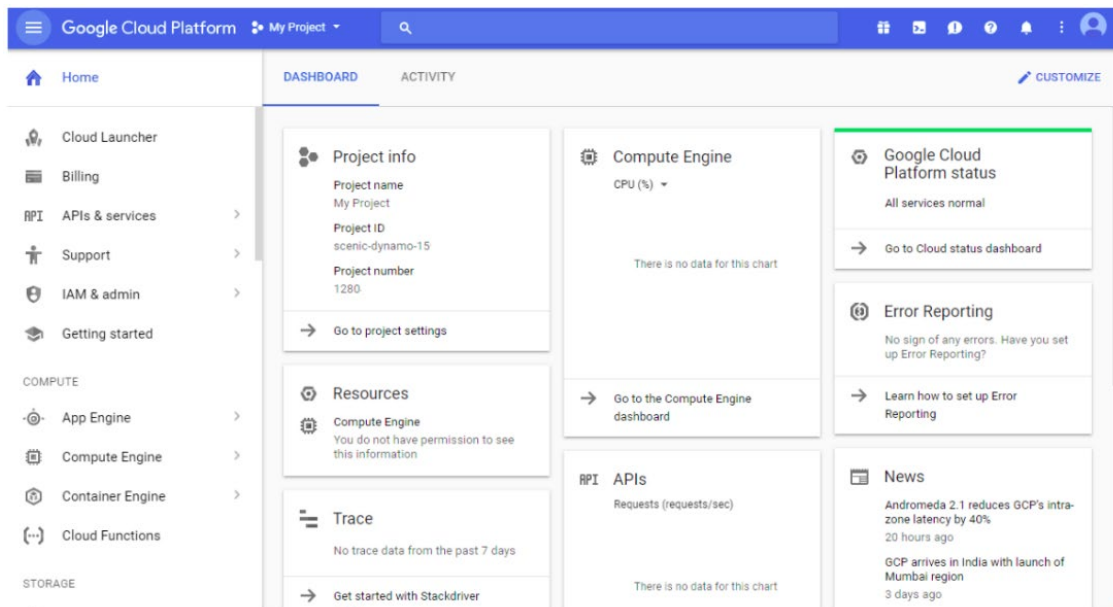 Google Cloud Platform
My Project
Home
Cloud Launcher
Billing
API
APIs & services
Support
IAM & admin
Getting started
COMPUTE
App Engine
Compute Engine
Container Engine
Cloud Functions
STORAGE
DASHBOARD
ACTIVITY
CUSTOMIZE
Project info
Project name
My Project
Project ID
scenic-dynamo-15
Project number
1280
Go to project settings
Resources
Compute Engine
You do not have permission to see
this information
Trace
No trace data from the past 7 days
Get started with Stackdriver
Compute Engine
CPU (%)
There is no data for this chart
Go to the Compute Engine
dashboard
API
APIs
Requests (requests/sec)
There is no data for this chart
Google Cloud
Platform status
All services normal
Go to Cloud status dashboard
Error Reporting
No sign of any errors. Have you set
up Error Reporting?
Learn how to set up Error
Reporting
News
Andromeda 2.1 reduces GCP's intra-
zone latency by 40%
20 hours ago
GCP arrives in India with launch of
Mumbai region
3 days ago